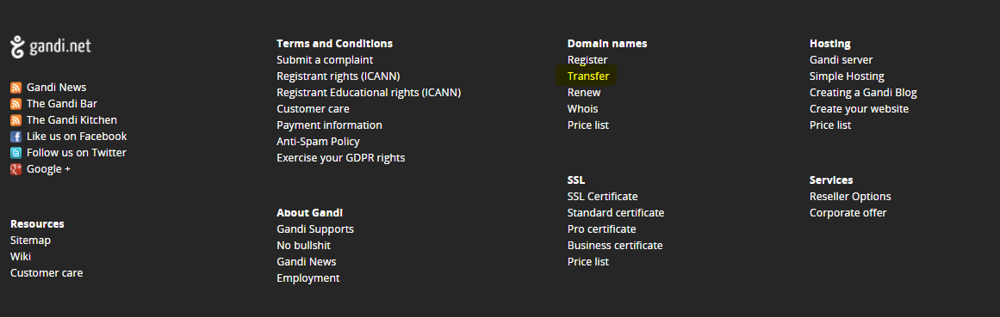 gandi.net
Gandi News
The Gandi Bar
The Gandi Kitchen
Like us on Facebook
Follow us on Twitter
Google +
Resources
Sitemap
Wiki
Customer care
Terms and Conditions
Submit a complaint
Registrant rights (ICANN)
Registrant Educational rights (ICANN)
Customer care
Payment information
Anti-Spam Policy
Exercise your GDPR rights
About Gandi
Gandi Supports
No bullshit
Gandi News
Employment
Domain names
Register
Transfer
Renew
Whois
Price list
SSL
SSL Certificate
Standard certificate
Pro certificate
Business certificate
Price list
Hosting
Gandi server
Simple Hosting
Creating a Gandi Blog
Create your website
Price list
Services
Reseller Options
Corporate offer